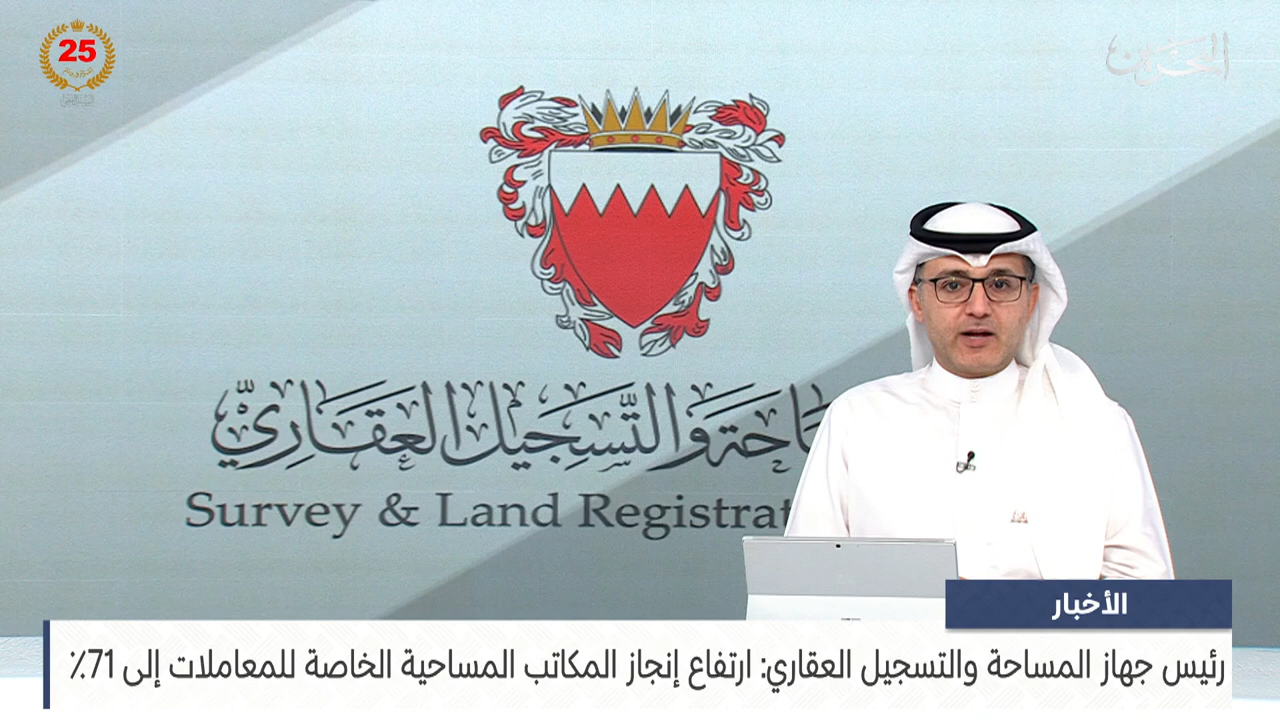 25
البحرين
احة والتسجيل العقاري
Survey & Land Registrat
الأخبار
رئيس جهاز المساحة والتسجيل العقاري: ارتفاع إنجاز المكاتب المساحية الخاصة للمعاملات إلى 71٪